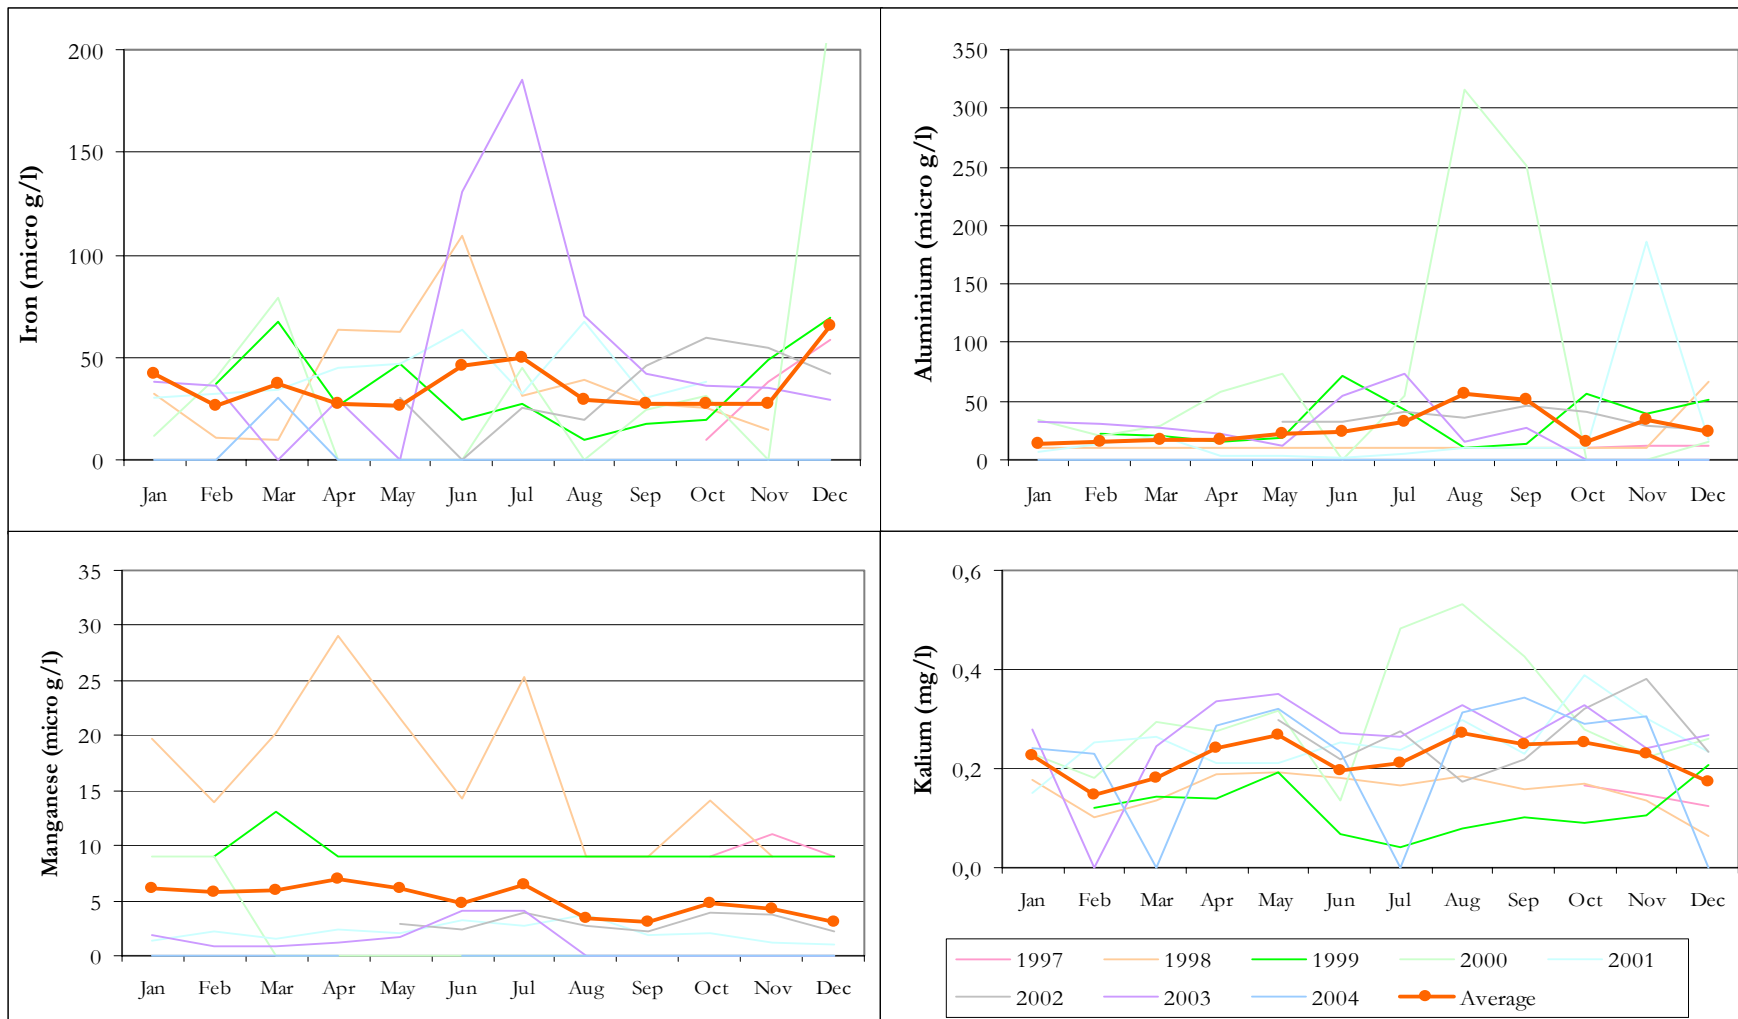 Iron (micro g/l)
200
150
100
50
0
Jan Feb Mar Apr May Jun Jul Aug Sep Oct Nov Dec
Aluminium (micro g/l)
350
300
250
200
150
100
50
0
Jan Feb Mar Apr May Jun Jul Aug Sep Oct Nov Dec
Manganese (micro g/l)
35
30
25
20
15
10
5
0
Jan Feb Mar Apr May Jun Jul Aug Sep Oct Nov Dec
Kalium (mg/l)
0,6
0,4
0,2
0,0
Jan Feb Mar Apr May Jun Jul Aug Sep Oct Nov Dec
1997 1998 1999 2000 2001
2002 2003 2004 Average